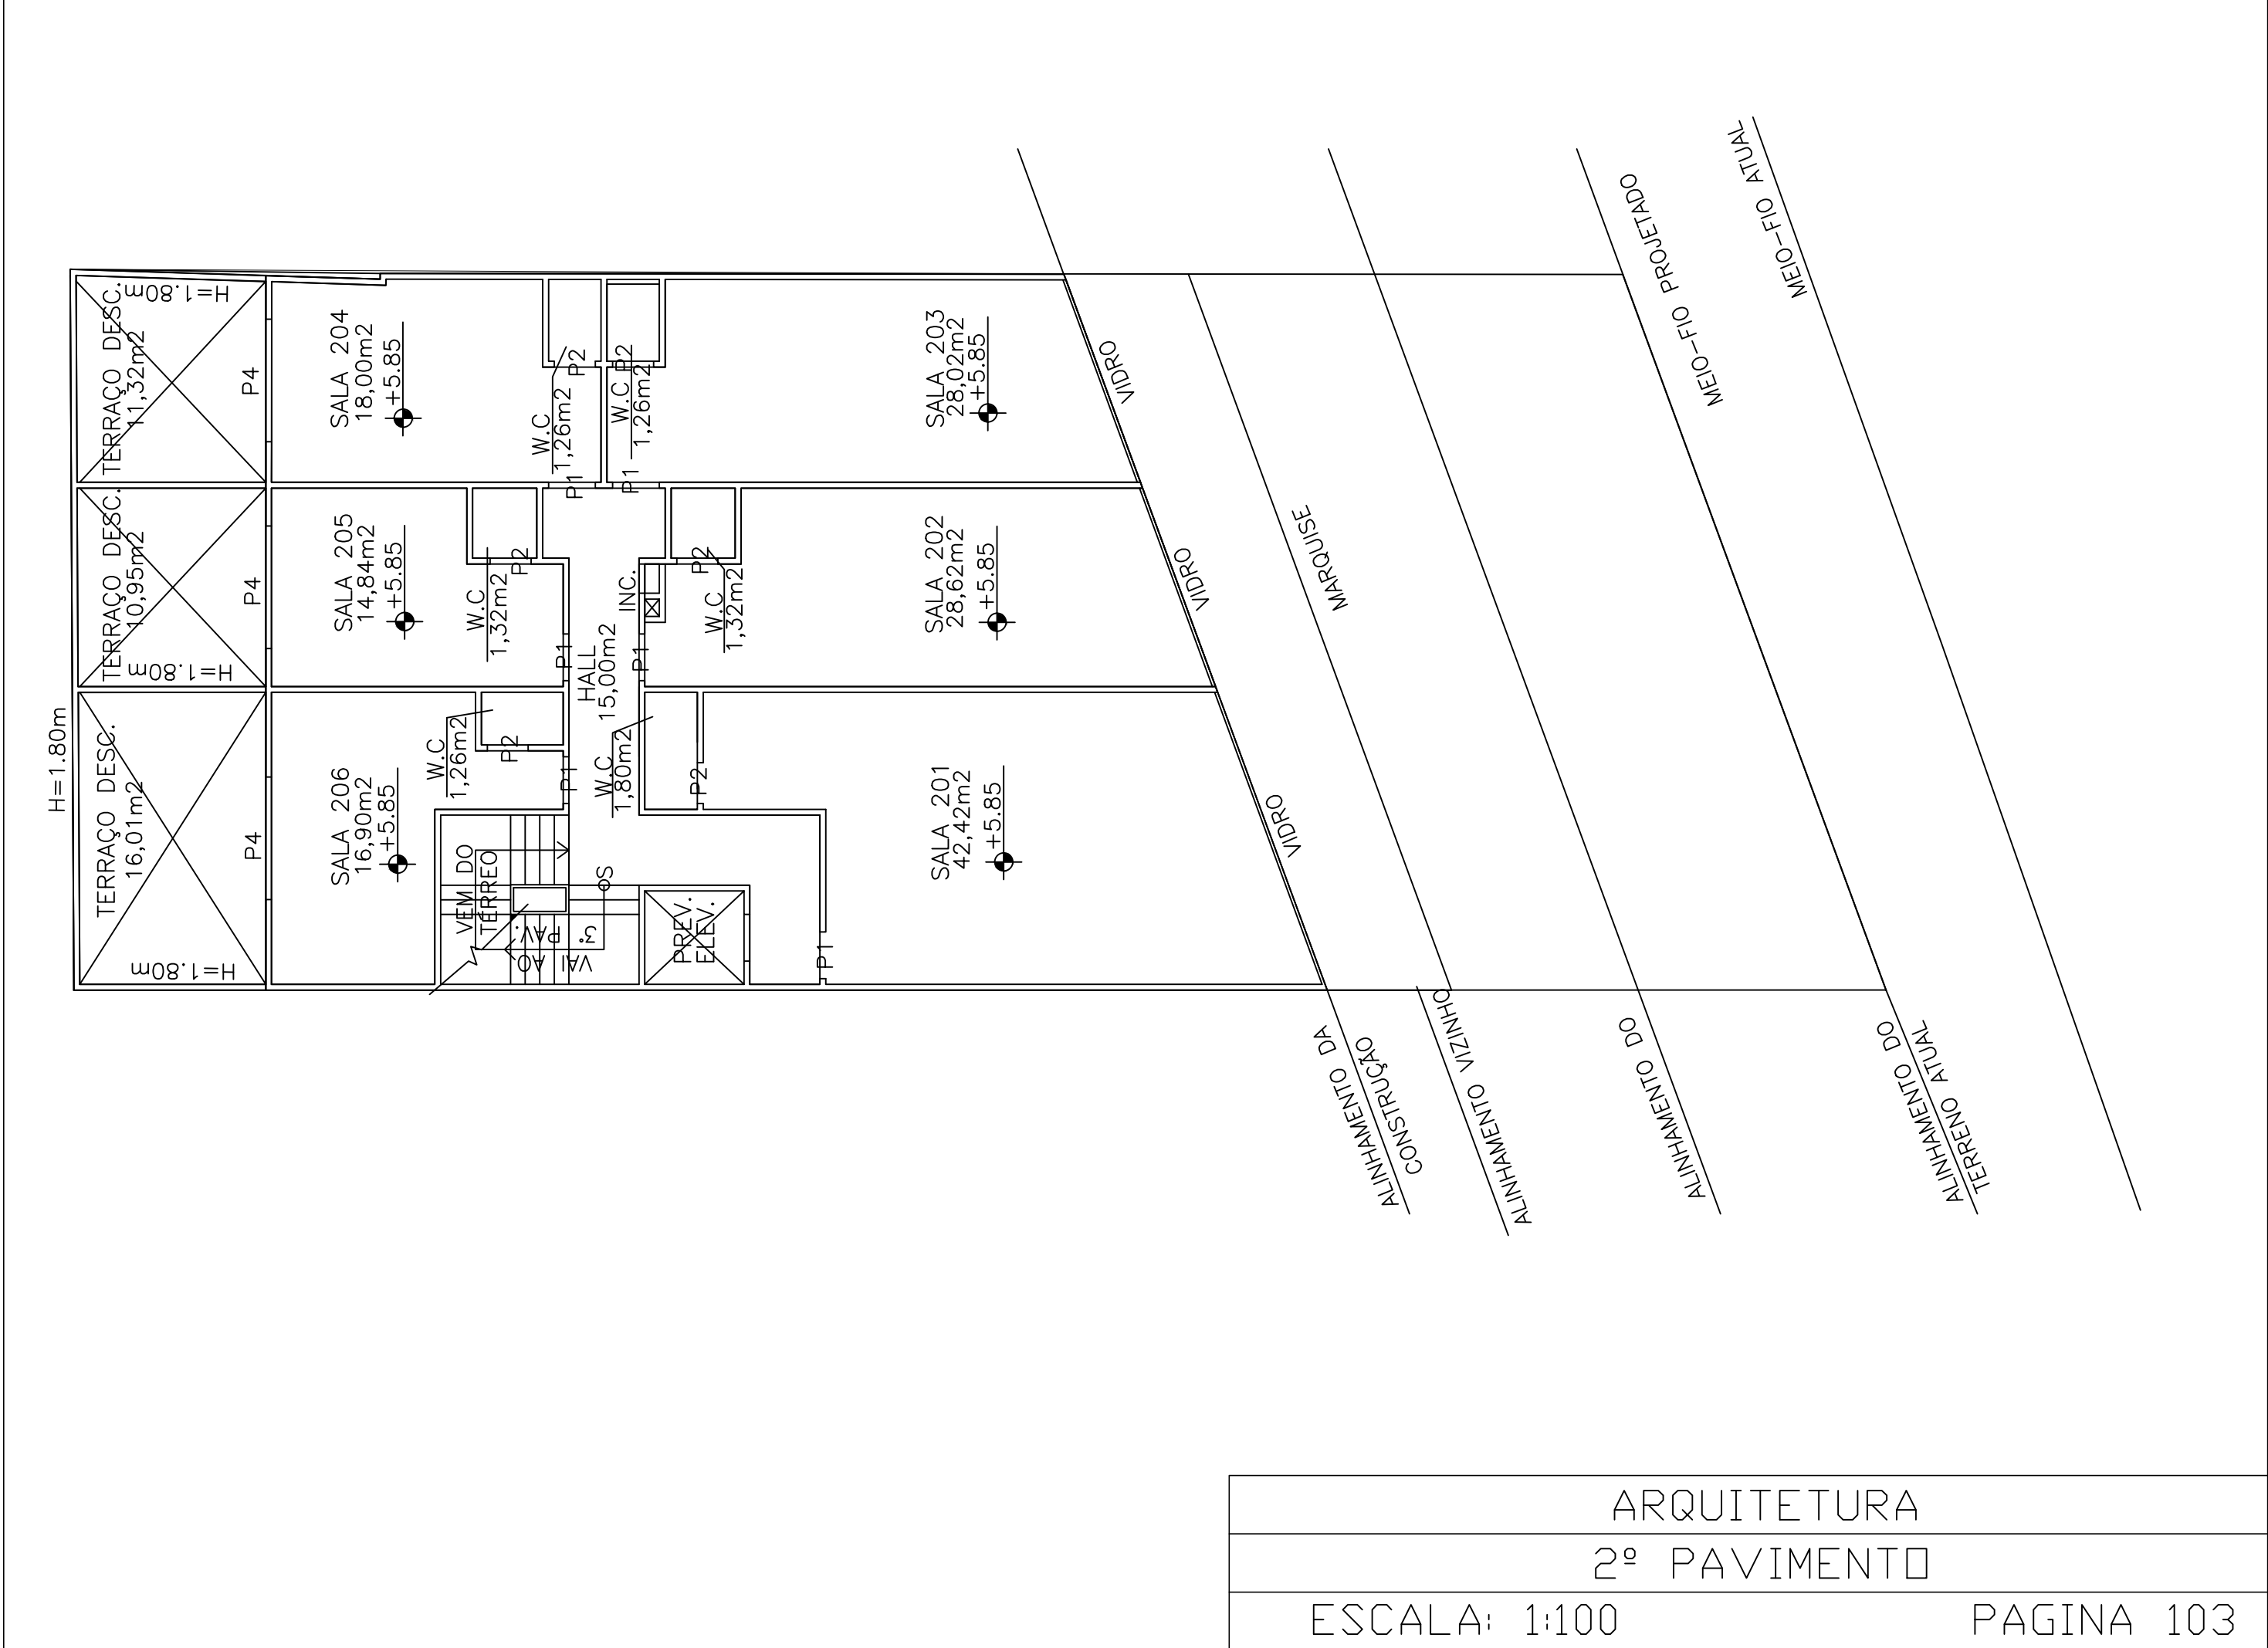 H=1.80m
TERRAÇO DESC.
11,32m2
H=1.80m
P4
SALA 204
18,00m2
+5.85
W.C
1,26m2
P2
P1
W.C
1,26m2
P2
P1
SALA 203
28,02m2
+5.85
VIDRO
TERRAÇO DESC.
10,95m2
H=1.80m
P4
SALA 205
14,84m2
+5.85
W.C
1,32m2
P2
P1
HALL
15,00m2
INC.
P1
W.C
1,32m2
P2
SALA 202
28,62m2
+5.85
VIDRO
TERRAÇO DESC.
16,01m2
H=1.80m
P4
SALA 206
16,90m2
+5.85
W.C
1,26m2
P2
P1
W.C
1,80m2
P2
VEM DO
TERREO
VAI AO
3° PAV.
S
PREV.
ELEV.
P1
SALA 201
42,42m2
+5.85
VIDRO
MARQUISE
MEIO-FIO PROJETADO
MEIO-FIO ATUAL
ALINHAMENTO DA
CONSTRUÇÃO
ALINHAMENTO VIZINHO
ALINHAMENTO DO
ALINHAMENTO DO
TERRENO ATUAL
ARQUITETURA
2º PAVIMENTO
ESCALA: 1:100
PAGINA 103